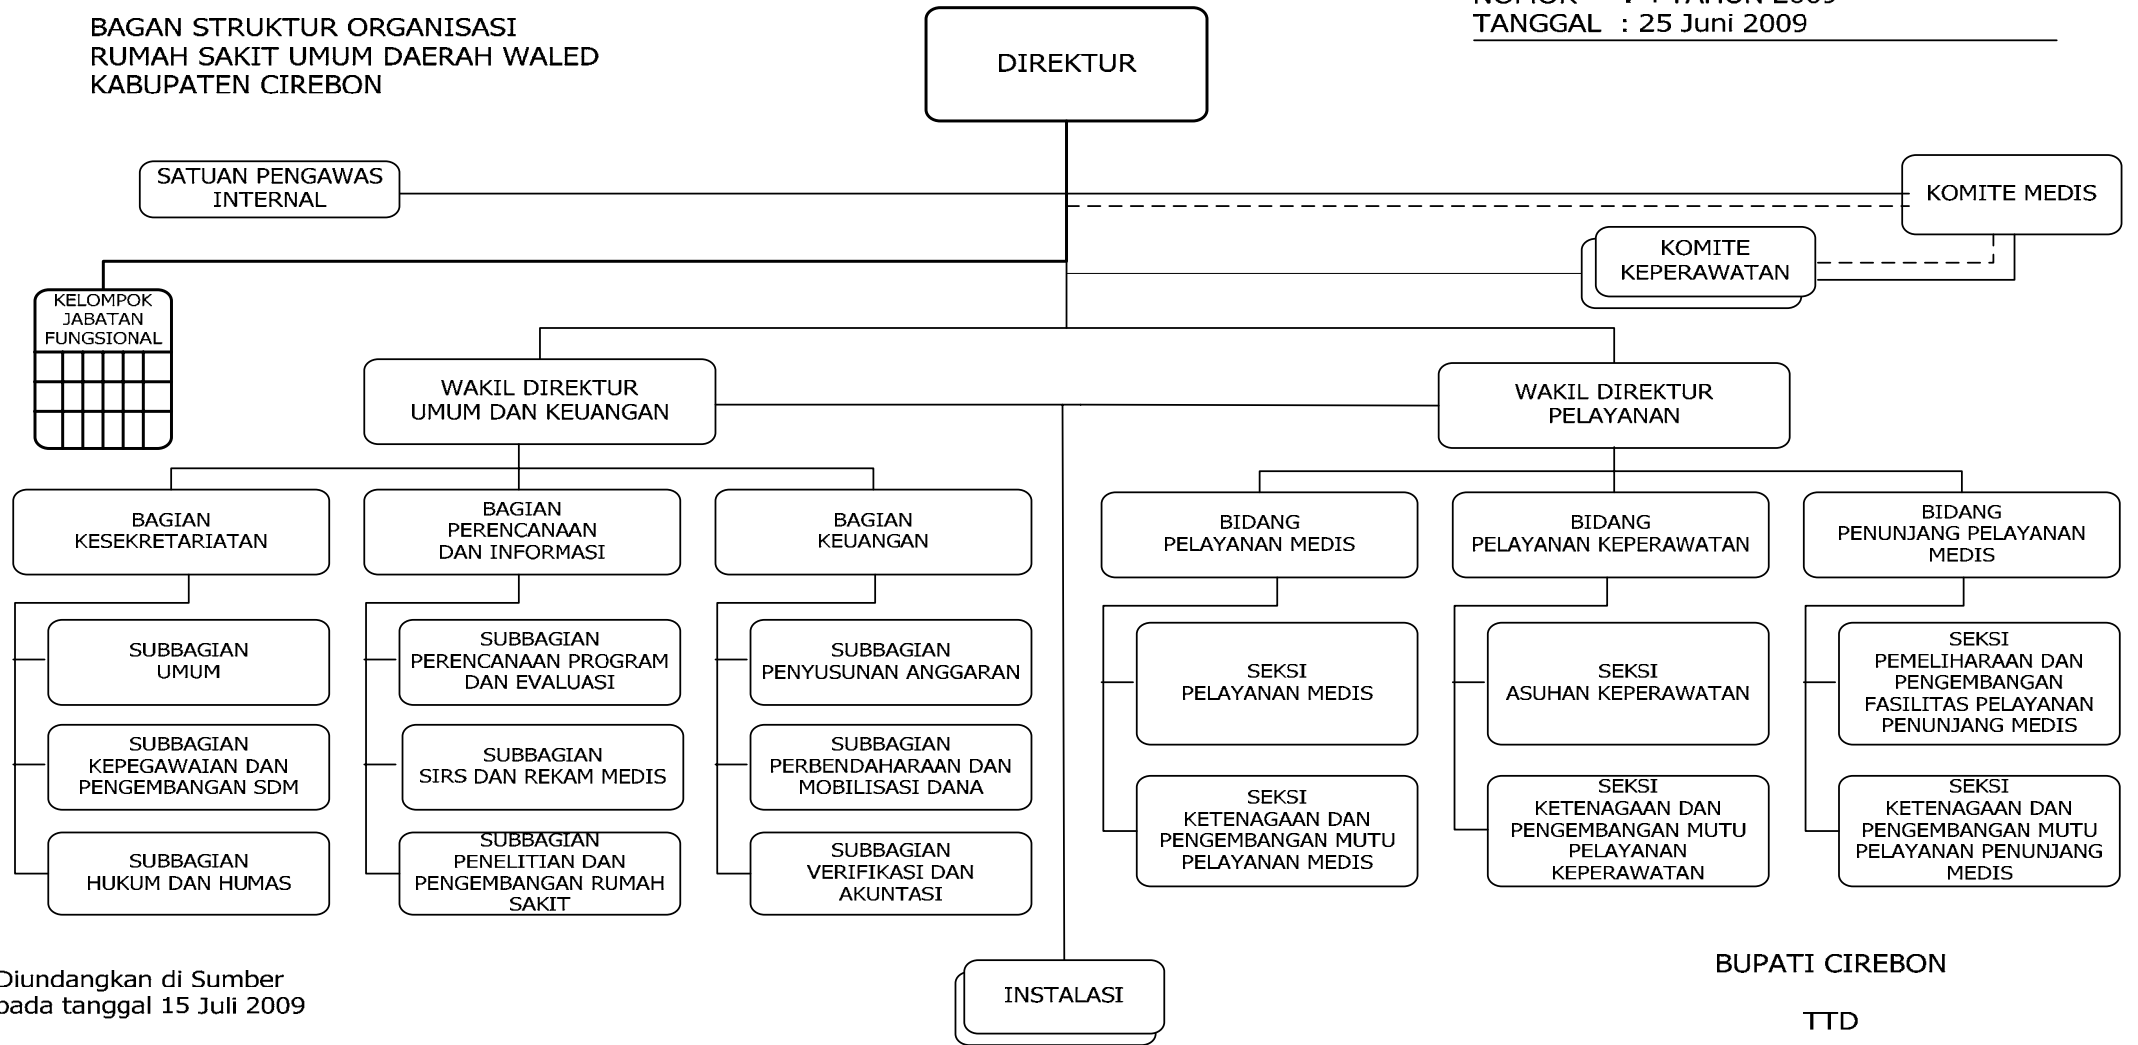 BAGAN STRUKTUR ORGANISASI
RUMAH SAKIT UMUM DAERAH WALED
KABUPATEN CIREBON
TAHUN 2009
TANGGAL : 25 Juni 2009
DIREKTUR
SATUAN PENGAWAS
INTERNAL
KOMITE MEDIS
KOMITE
KEPERAWATAN
KELOMPOK
JABATAN
FUNGSIONAL
WAKIL DIREKTUR
UMUM DAN KEUANGAN
WAKIL DIREKTUR
PELAYANAN
BAGIAN
KESEKRETARIATAN
BAGIAN
PERENCANAAN
DAN INFORMASI
BAGIAN
KEUANGAN
BIDANG
PELAYANAN MEDIS
BIDANG
PELAYANAN KEPERAWATAN
BIDANG
PENUNJANG PELAYANAN
MEDIS
SUBBAGIAN
UMUM
SUBBAGIAN
PERENCANAAN PROGRAM
DAN EVALUASI
SUBBAGIAN
PENYUSUNAN ANGGARAN
SEKSI
PELAYANAN MEDIS
SEKSI
ASUHAN KEPERAWATAN
SEKSI
PEMELIHARAAN DAN
PENGEMBANGAN
FASILITAS PELAYANAN
PENUNJANG MEDIS
SUBBAGIAN
KEPEGAWAIAN DAN
PENGEMBANGAN SDM
SUBBAGIAN
SIRS DAN REKAM MEDIS
SUBBAGIAN
PERBENDAHARAAN DAN
MOBILISASI DANA
SEKSI
KETENAGAAN DAN
PENGEMBANGAN MUTU
PELAYANAN MEDIS
SEKSI
KETENAGAAN DAN
PENGEMBANGAN MUTU
PELAYANAN
KEPERAWATAN
SEKSI
KETENAGAAN DAN
PENGEMBANGAN MUTU
PELAYANAN PENUNJANG
MEDIS
SUBBAGIAN
HUKUM DAN HUMAS
SUBBAGIAN
PENELITIAN DAN
PENGEMBANGAN RUMAH
SAKIT
SUBBAGIAN
VERIFIKASI DAN
AKUNTASI
INSTALASI
Diundangkan di Sumber
pada tanggal 15 Juli 2009
BUPATI CIREBON
TTD